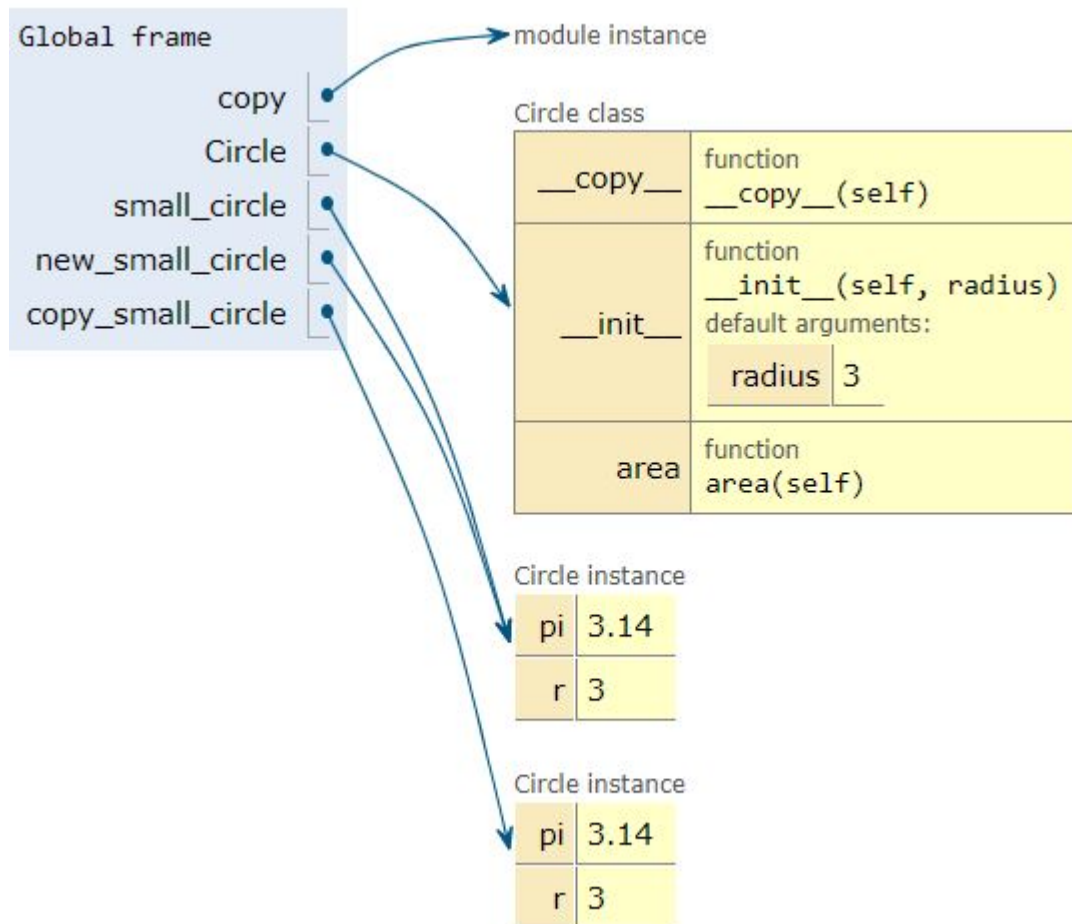 Global frame
copy
Circle
small_circle
new_small_circle
copy_small_circle
module instance
Circle class
__copy__
function
__copy__(self)
__init__
function
__init__(self, radius)
default arguments:
radius 3
area
function
area(self)
Circle instance
pi 3.14
r 3
Circle instance
pi 3.14
r 3